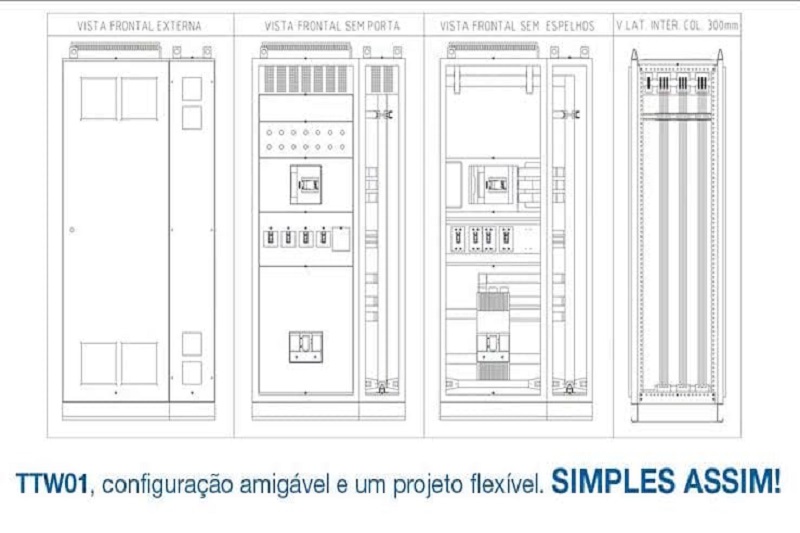 VISTA FRONTAL EXTERNA
VISTA FRONTAL SEM PORTA
VISTA FRONTAL SEM ESPELHOS
V.LAT. INTER. COL. 300mm
TTW01, configuração amigável e um projeto flexível. SIMPLES ASSIM!